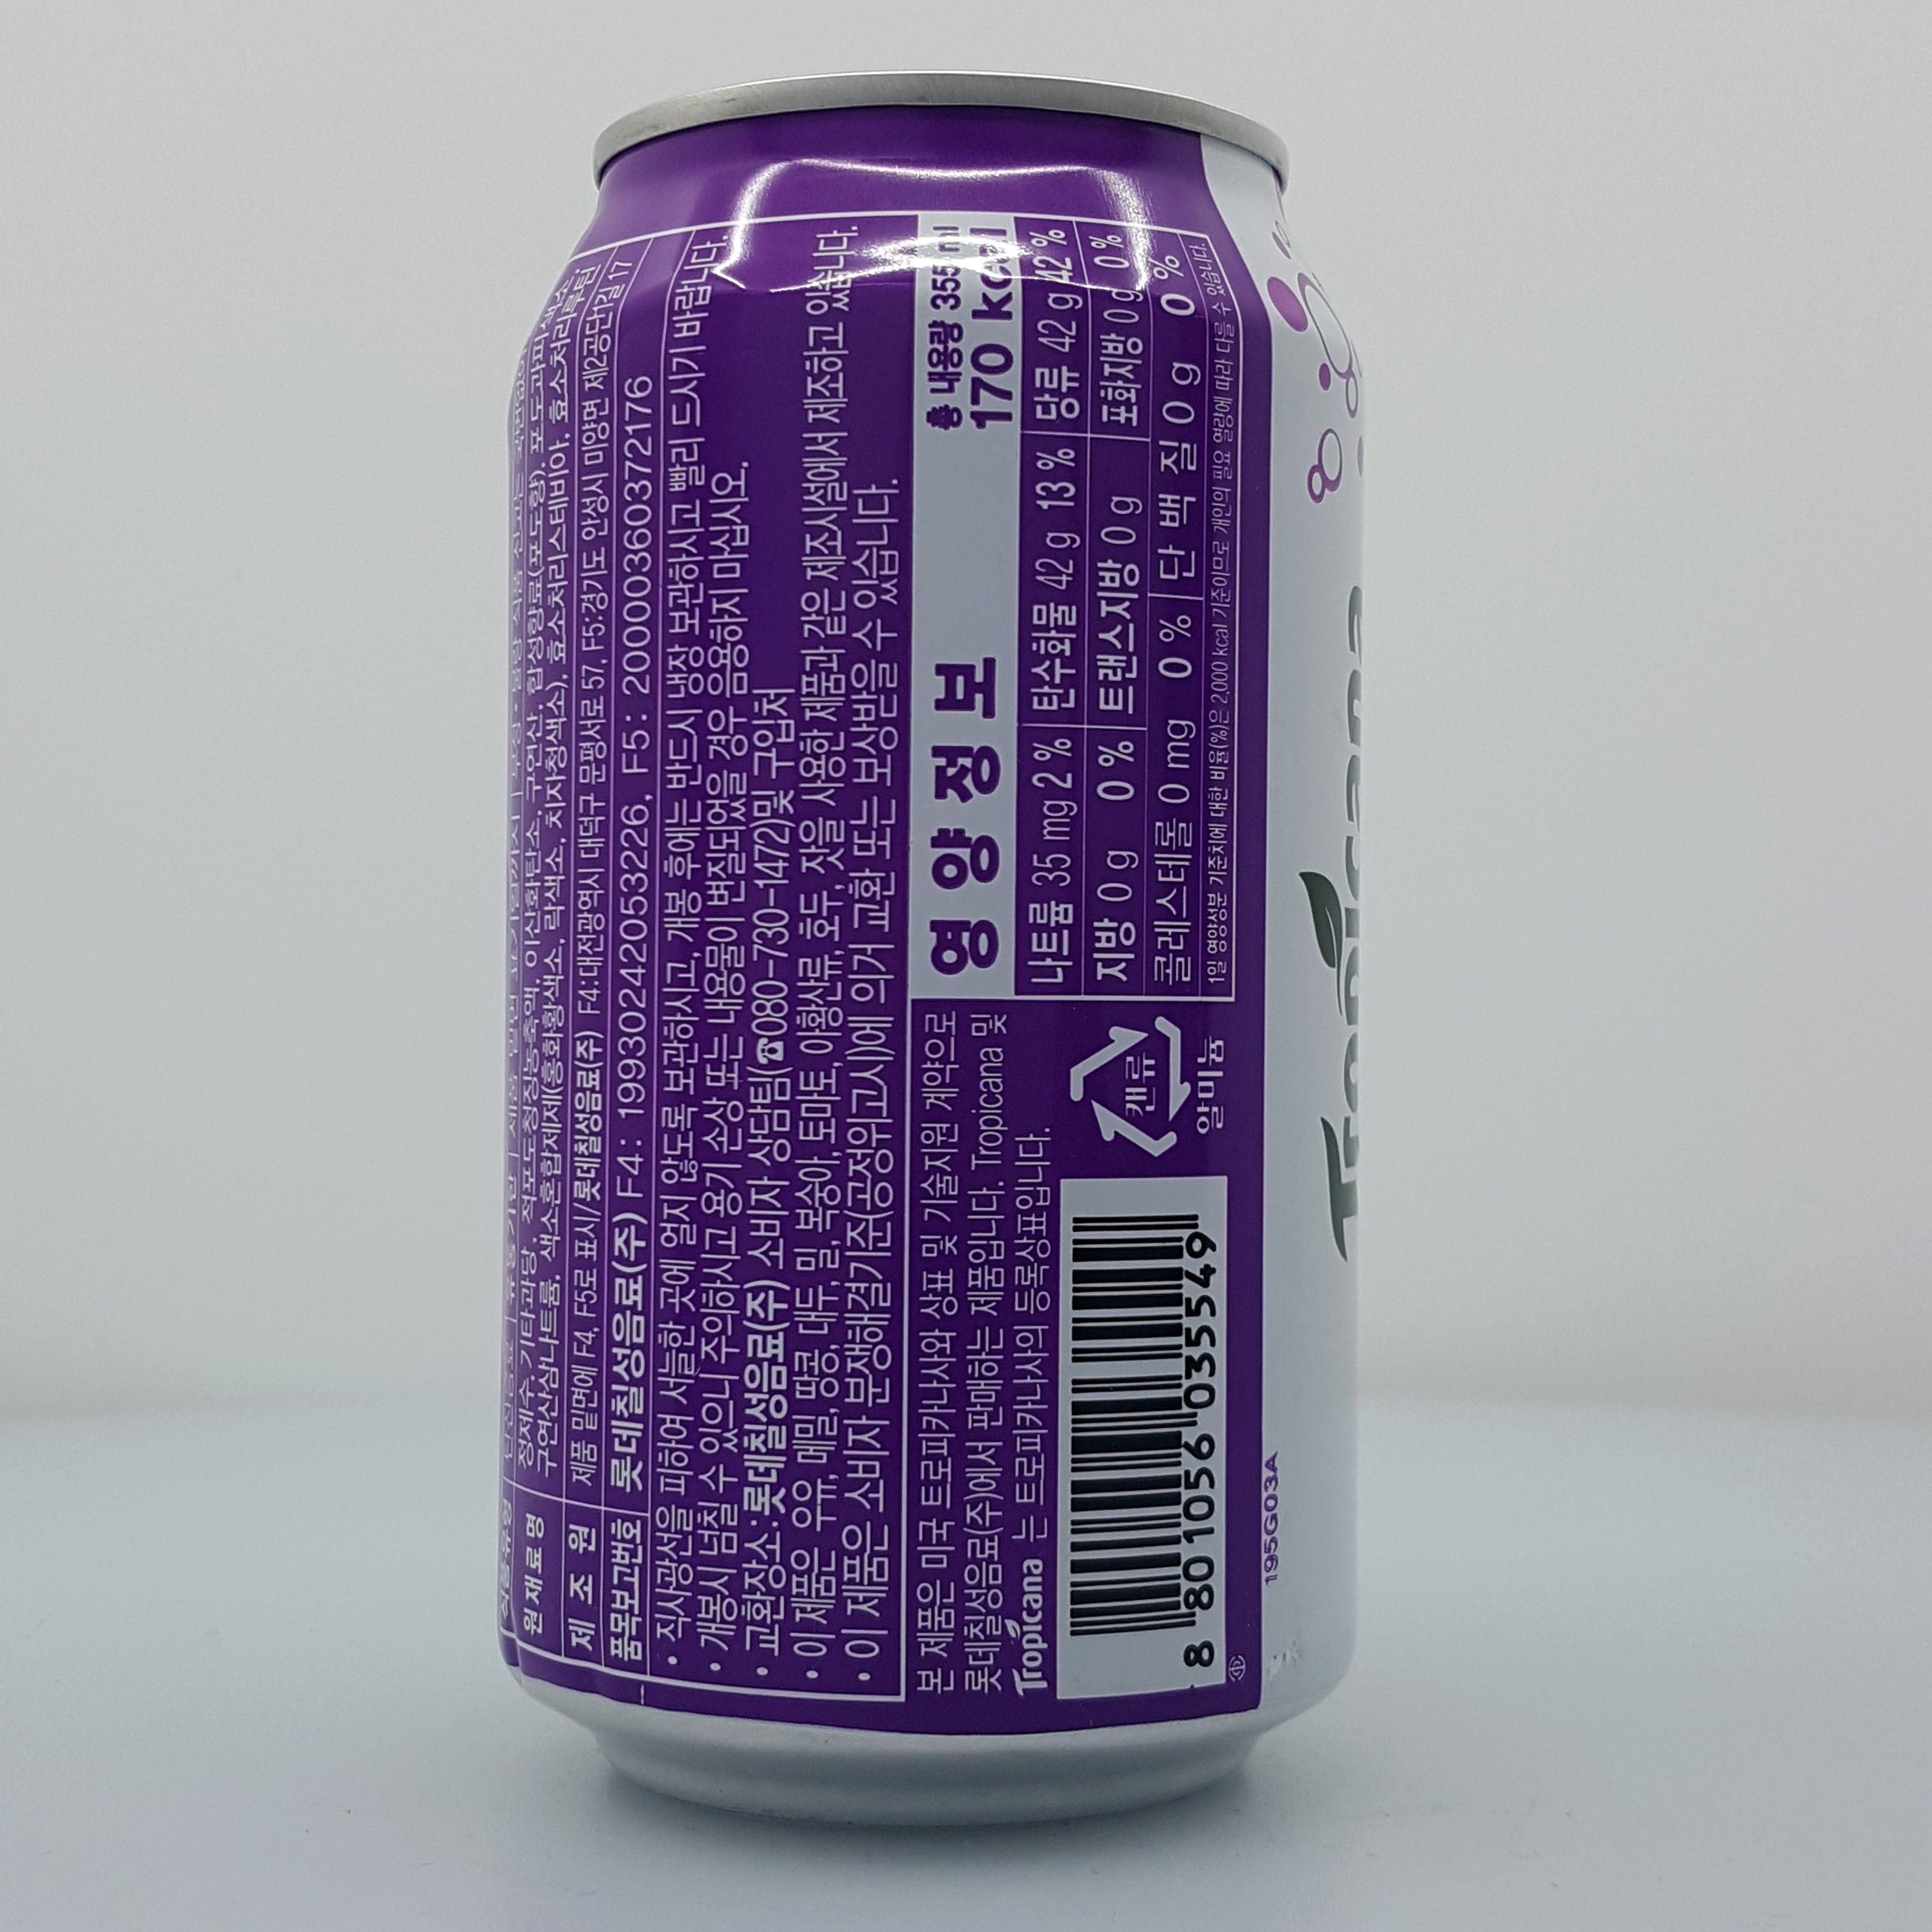 식품유형
원재료명
정제수, 기타과당, 적포도청징농축액, 이산화탄소, 구연산, 합성향료(포도향), 포도과피색소,
구연산삼나트륨, 색소혼합제제(홍화황색소, 락색소, 치자청색소), 효소처리스테비아, 효소처리루틴
제 조 원 제품 밑면에 F4, F5로 표시/롯데칠성음료(주) F4:대전광역시 대덕구 문평서로 57, F5:경기도 안성시 미양면 제2공단길 17
품목보고번호 롯데칠성음료(주) F4: 19930242053226, F5: 20000360372176
• 직사광선을 피하여 서늘한 곳에 얼지 않도록 보관하시고, 개봉 후에는 반드시 냉장 보관하시고 빨리 드시기 바랍니다.
• 개봉시 넘칠 수 있으니 주의하시고 용기 손상 또는 내용물이 변질되었을 경우 음용하지 마십시오.
• 교환장소:롯데칠성음료(주) 소비자 상담팀(☎080-730-1472)및 구입처
• 이 제품은 우유, 메밀, 땅콩, 대두, 밀, 복숭아, 토마토, 아황산류, 호두, 잣을 사용한 제품과 같은 제조시설에서 제조하고 있습니다.
• 이 제품은 소비자 분쟁해결기준(공정위고시)에 의거 교환 또는 보상받을 수 있습니다.
본 제품은 미국 트로피카나사와 상표 및 기술지원 계약으로
롯데칠성음료(주)에서 판매하는 제품입니다. Tropicana 및
Tropicana 는 트로피카나사의 등록상표입니다.
영양정보 총 내용량 355 ml
170 kcal
나트륨 35 mg 2 % 탄수화물 42 g 13 % 당류 42 g 42 %
지방 0 g 0 % 트랜스지방 0 g 포화지방 0 g 0 %
콜레스테롤 0 mg 0 % 단백질 0 g 0 %
1일 영양성분 기준치에 대한 비율(%)은 2,000 kcal 기준이므로 개인의 필요 열량에 따라 다를 수 있습니다.
캔류
알미늄
8 801056 035549
195G03A
Tropicana